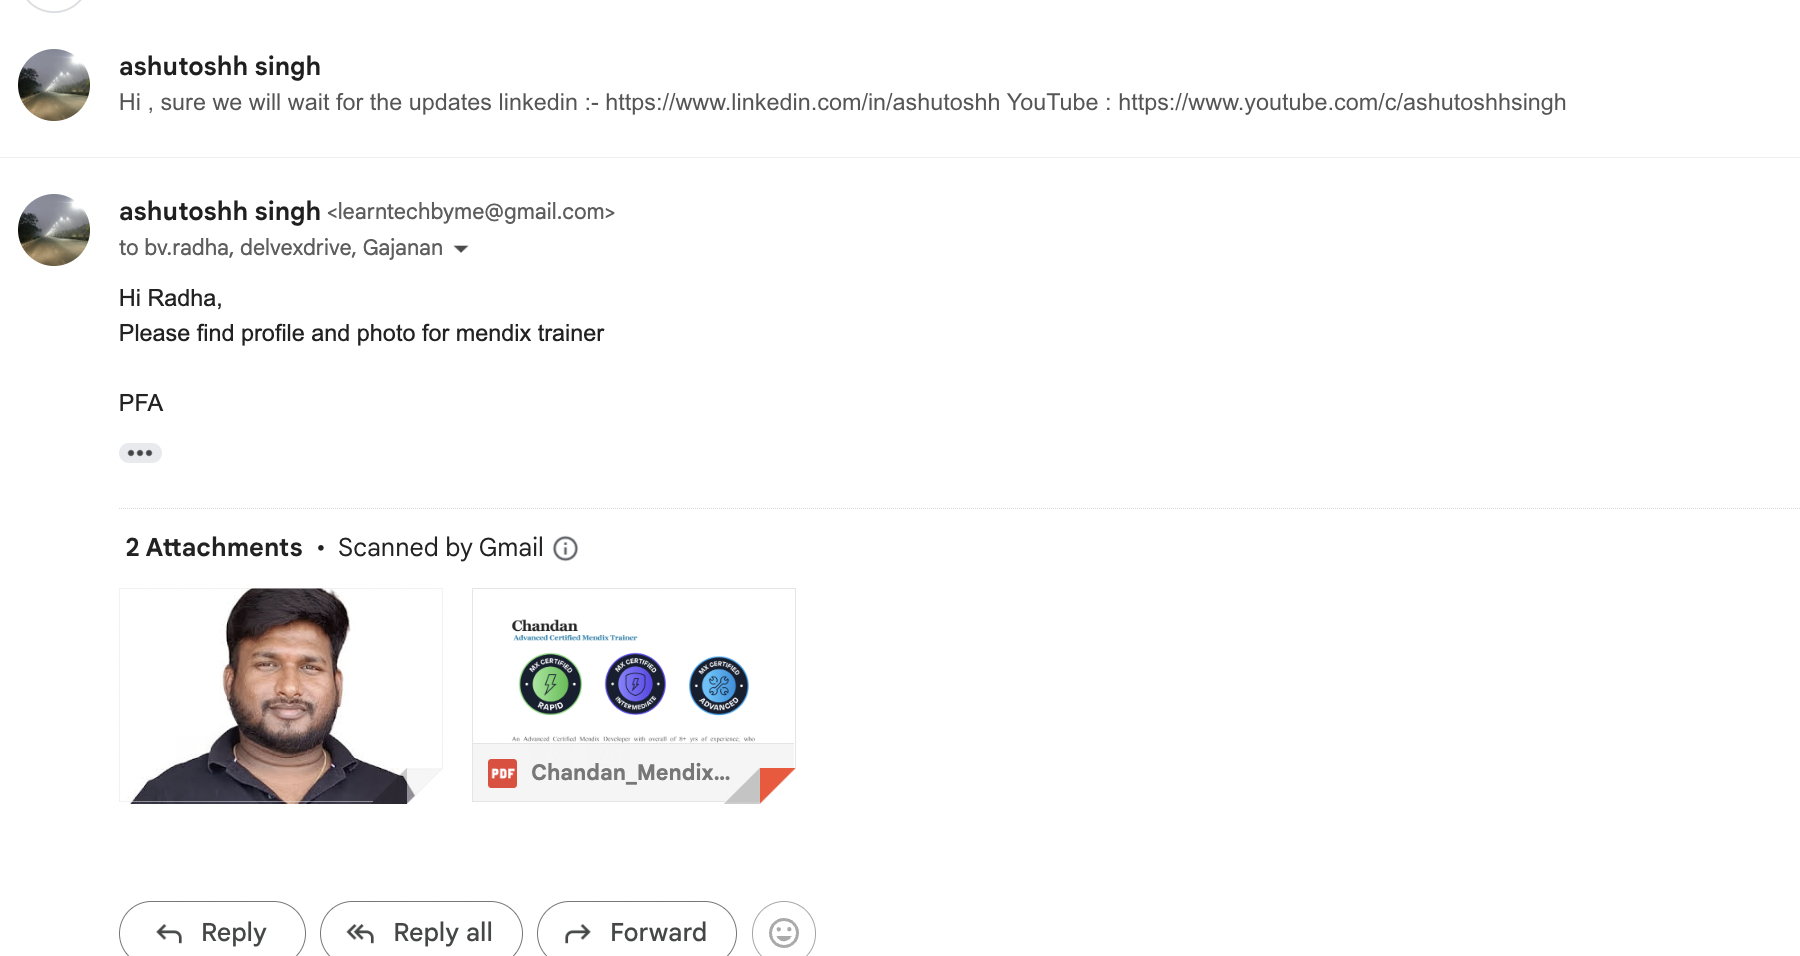 ashutoshh singh
Hi , sure we will wait for the updates linkedin :- https://www.linkedin.com/in/ashutoshh YouTube : https://www.youtube.com/c/ashutoshhsingh
ashutoshh singh <learntechbyme@gmail.com>
to bv.radha, delvexdrive, Gajanan
Hi Radha,
Please find profile and photo for mendix trainer
PFA
2 Attachments • Scanned by Gmail
Chandan
Advanced Certified Mendix Trainer
MX CERTIFIED RAPID
MX CERTIFIED INTERMEDIATE
MX CERTIFIED ADVANCED
An Advanced Certified Mendix Developer with overall of 8+ yrs of experience, who
PDF Chandan_Mendix...
Reply Reply all Forward